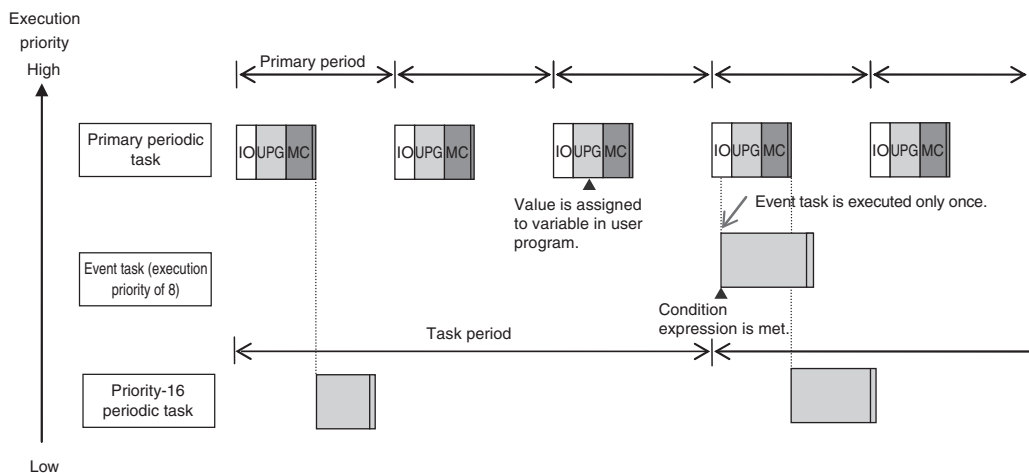 Execution
priority
High
Primary period
Primary periodic
task
IO UPG MC
IO UPG MC
IO UPG MC
IO UPG MC
IO UPG MC
Value is assigned
to variable in user
program.
Event task is executed only once.
Event task (execution
priority of 8)
Condition
expression is met.
Task period
Priority-16
periodic task
Low